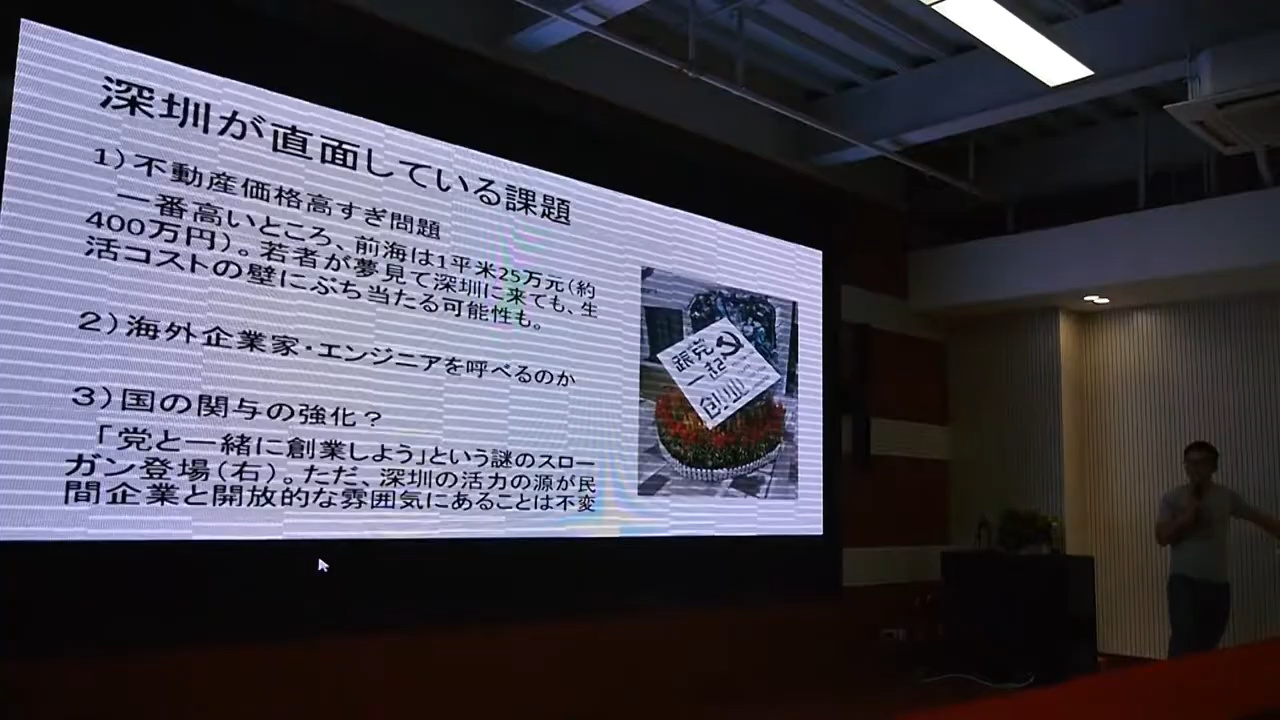 深圳が直面している課題
1)不動産価格高すぎ問題
一番高いところ、前海は1平米25万元(約
400万円)。若者が夢見て深圳に来ても、生
活コストの壁にぶち当たる可能性も。
2)海外企業家・エンジニアを呼べるのか
3)国の関与の強化？
「党と一緒に創業しよう」という謎のスロー
ガン登場(右)。ただ、深圳の活力の源が民
間企業と開放的な雰囲気にあることは不変
跟党
一起
创业